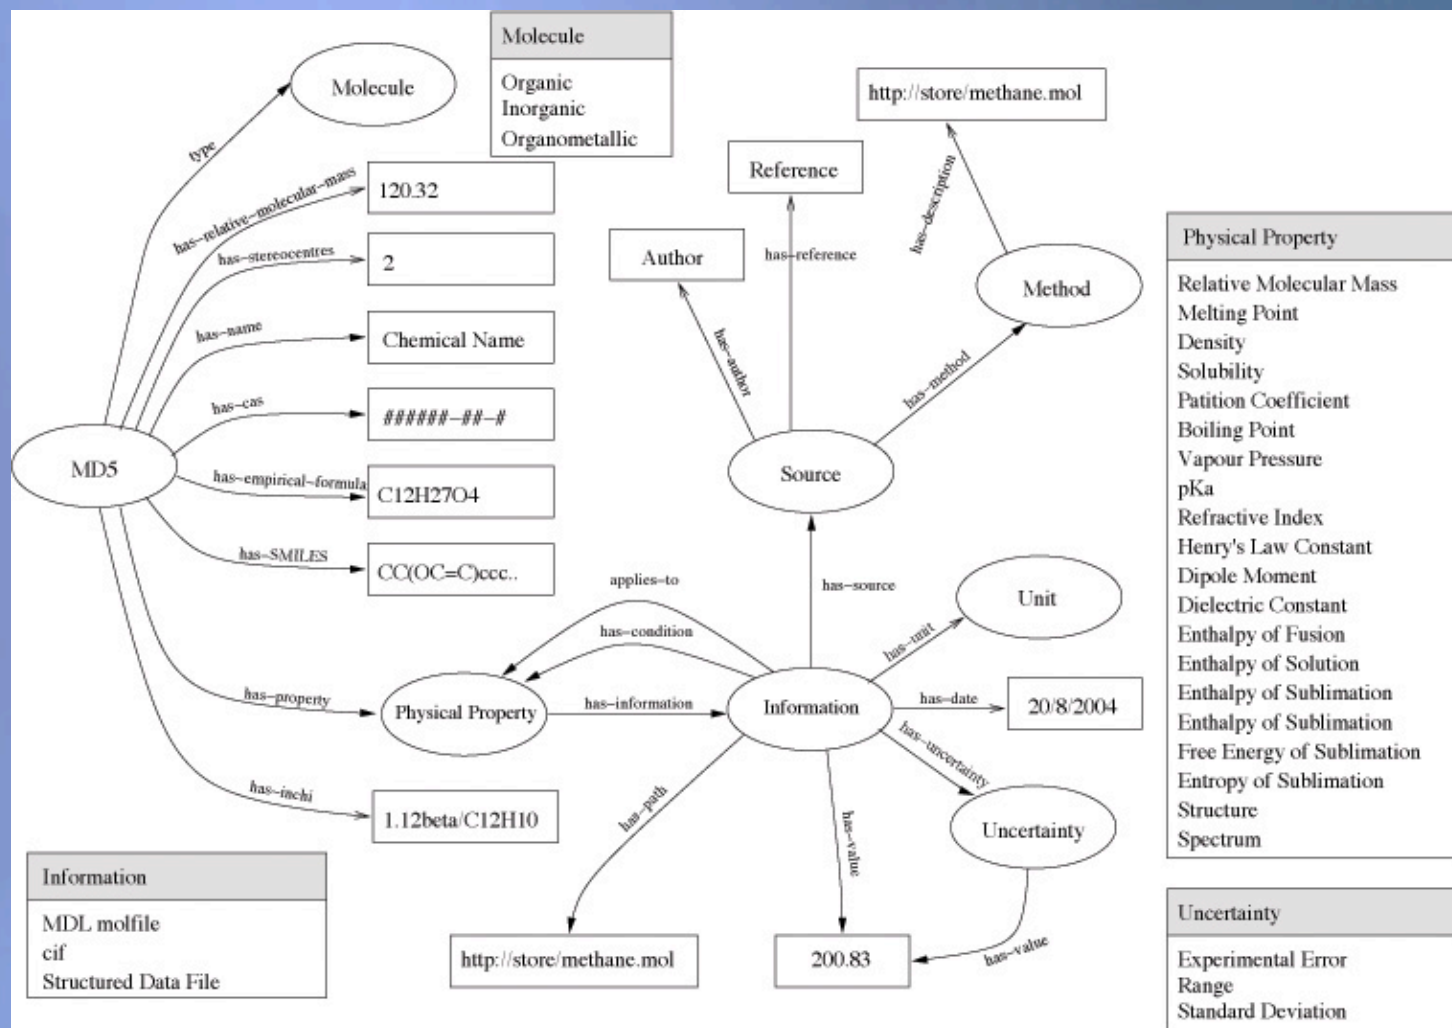 Molecule
Organic
Inorganic
Organometallic
Molecule
type
has-relative-molecular-mass
120.32
has-stereocentres
2
has-name
Chemical Name
has-cas
######-##-#
MD5
has-empirical-formula
C12H27O4
has-SMILES
CC(OC=C)ccc..
has-property
Physical Property
has-inchi
1.12beta/C12H10
http://store/methane.mol
has-description
Reference
has-reference
Author
has-author
Method
has-method
Source
has-source
applies-to
has-condition
has-information
Information
has-unit
Unit
has-date
20/8/2004
has-uncertainty
Uncertainty
has-path
has-value
has-value
http://store/methane.mol
200.83
Information
MDL molfile
cif
Structured Data File
Physical Property
Relative Molecular Mass
Melting Point
Density
Solubility
Patition Coefficient
Boiling Point
Vapour Pressure
pKa
Refractive Index
Henry's Law Constant
Dipole Moment
Dielectric Constant
Enthalpy of Fusion
Enthalpy of Solution
Enthalpy of Sublimation
Enthalpy of Sublimation
Free Energy of Sublimation
Entropy of Sublimation
Structure
Spectrum
Uncertainty
Experimental Error
Range
Standard Deviation